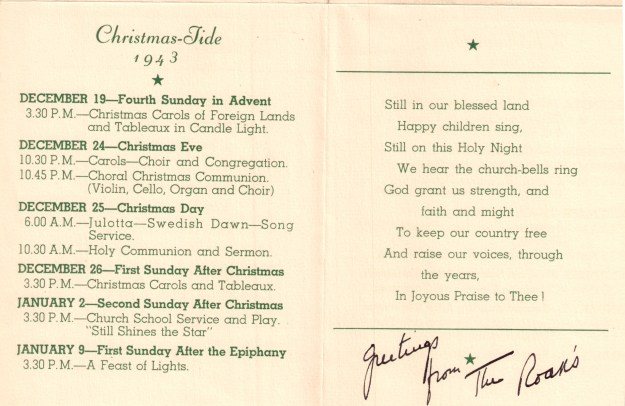 Christmas-Tide
1943
DECEMBER 19—Fourth Sunday in Advent
3.30 P.M.—Christmas Carols of Foreign Lands
and Tableaux in Candle Light.
DECEMBER 24—Christmas Eve
10.30 P.M.—Carols—Choir and Congregation.
10.45 P.M.—Choral Christmas Communion.
(Violin, Cello, Organ and Choir)
DECEMBER 25—Christmas Day
6.00 A.M.—Julotta—Swedish Dawn—Song
Service.
10.30 A.M.—Holy Communion and Sermon.
DECEMBER 26—First Sunday After Christmas
3.30 P.M.—Christmas Carols and Tableaux.
JANUARY 2—Second Sunday After Christmas
3.30 P.M.—Church School Service and Play.
"Still Shines the Star"
JANUARY 9—First Sunday After the Epiphany
3.30 P.M.—A Feast of Lights.
Still in our blessed land
Happy children sing,
Still on this Holy Night
We hear the church-bells ring
God grant us strength, and
faith and might
To keep our country free
And raise our voices, through
the years,
In Joyous Praise to Thee!
Greetings
from The Roak's